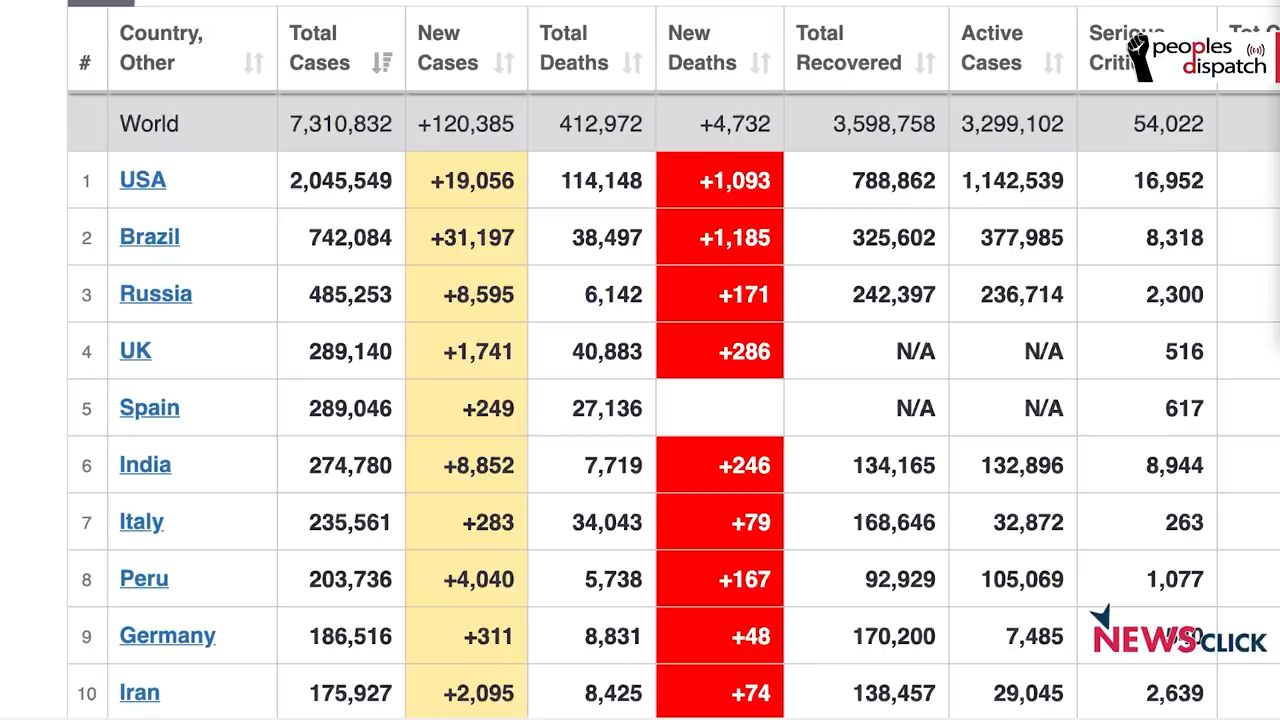 # Country, Other Total Cases New Cases Total Deaths New Deaths Total Recovered Active Cases
World 7,310,832 +120,385 412,972 +4,732 3,598,758 3,299,102 54,022
1 USA 2,045,549 +19,056 114,148 +1,093 788,862 1,142,539 16,952
2 Brazil 742,084 +31,197 38,497 +1,185 325,602 377,985 8,318
3 Russia 485,253 +8,595 6,142 +171 242,397 236,714 2,300
4 UK 289,140 +1,741 40,883 +286 N/A N/A 516
5 Spain 289,046 +249 27,136 N/A N/A 617
6 India 274,780 +8,852 7,719 +246 134,165 132,896 8,944
7 Italy 235,561 +283 34,043 +79 168,646 32,872 263
8 Peru 203,736 +4,040 5,738 +167 92,929 105,069 1,077
9 Germany 186,516 +311 8,831 +48 170,200 7,485
10 Iran 175,927 +2,095 8,425 +74 138,457 29,045 2,639
peoples
dispatch
NEWSCLICK